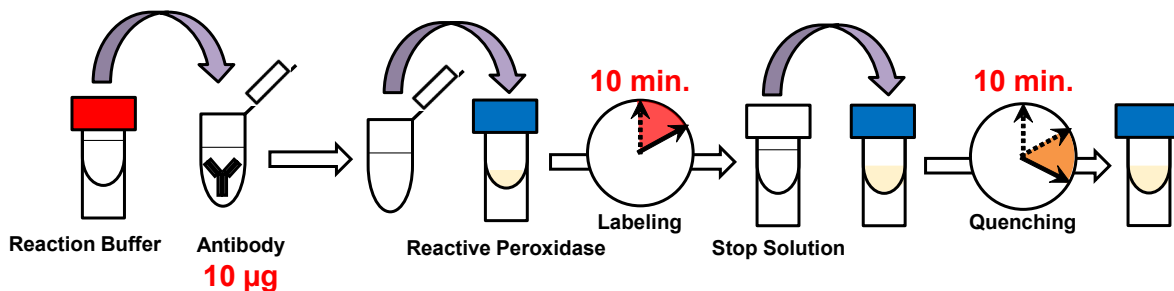 10 min.
10 min.
Labeling
Quenching
Reaction Buffer
Antibody
Reactive Peroxidase
Stop Solution
10 µg